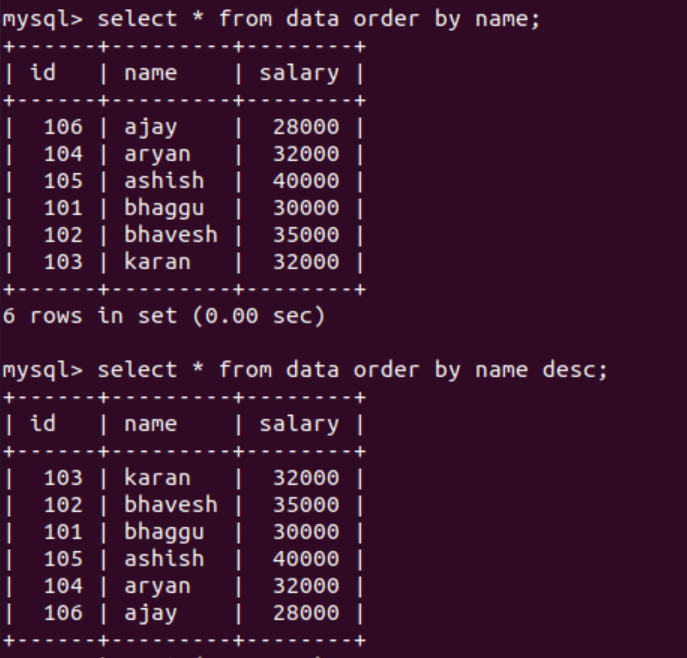 mysql> select * from data order by name;
+------+---------+--------+
| id   | name    | salary |
+------+---------+--------+
|  106 | ajay    |  28000 |
|  104 | aryan   |  32000 |
|  105 | ashish  |  40000 |
|  101 | bhaggu  |  30000 |
|  102 | bhavesh |  35000 |
|  103 | karan   |  32000 |
+------+---------+--------+
6 rows in set (0.00 sec)
mysql> select * from data order by name desc;
+------+---------+--------+
| id   | name    | salary |
+------+---------+--------+
|  103 | karan   |  32000 |
|  102 | bhavesh |  35000 |
|  101 | bhaggu  |  30000 |
|  105 | ashish  |  40000 |
|  104 | aryan   |  32000 |
|  106 | ajay    |  28000 |
+------+---------+--------+